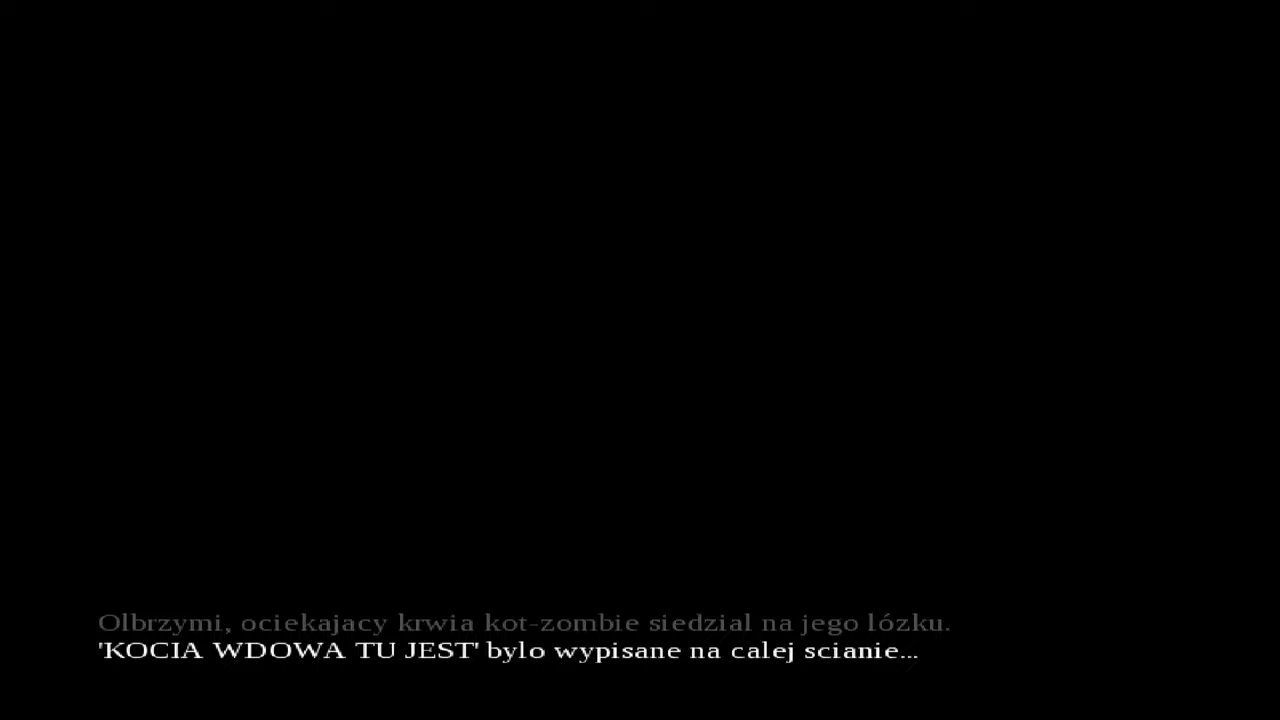 Olbrzymi, ociekajacy krwia kot-zombie siedzial na jego lózku.
'KOCIA WDOWA TU JEST' bylo wypisane na calej scianie...